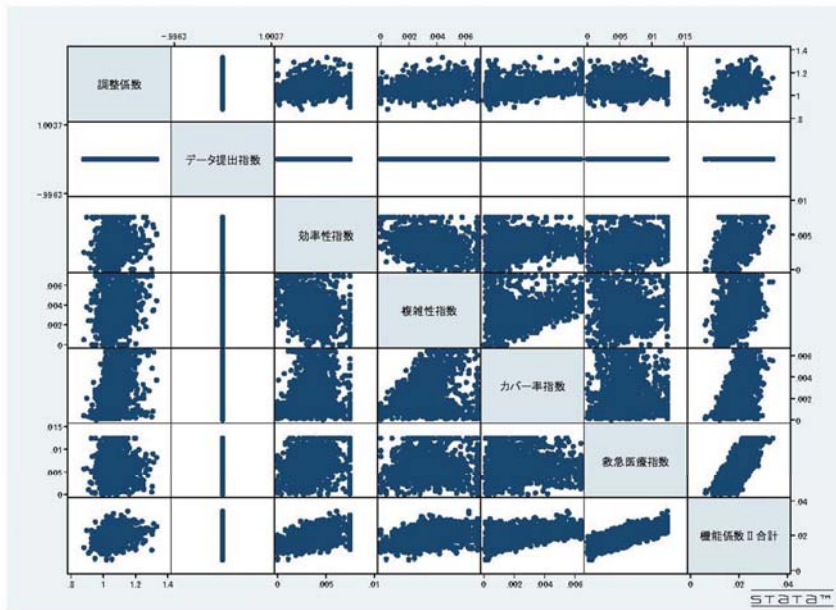 -.9963 1.0037 0 .002 .004 .006 0 .005 .01 .015
調整係数
.8 1 1.2 1.4
データ提出指数
1.0037
-.9963
効率性指数
0 .005 .01
複雑性指数
.006
.004
.002
0
カバー率指数
.006
.004
.002
0
救急医療指数
.015
.01
.005
0
機能係数Ⅱ合計
.04
.02
0
.8 1 1.2 1.4 0 .005 .01 0 .002 .004 .006 0 .02 .04
STATA™